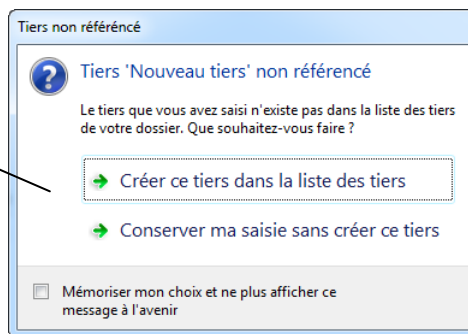 Tiers non référéncé
Tiers 'Nouveau tiers' non référencé
Le tiers que vous avez saisi n'existe pas dans la liste des tiers
de votre dossier. Que souhaitez-vous faire ?
Créer ce tiers dans la liste des tiers
Conserver ma saisie sans créer ce tiers
Mémoriser mon choix et ne plus afficher ce
message à l'avenir